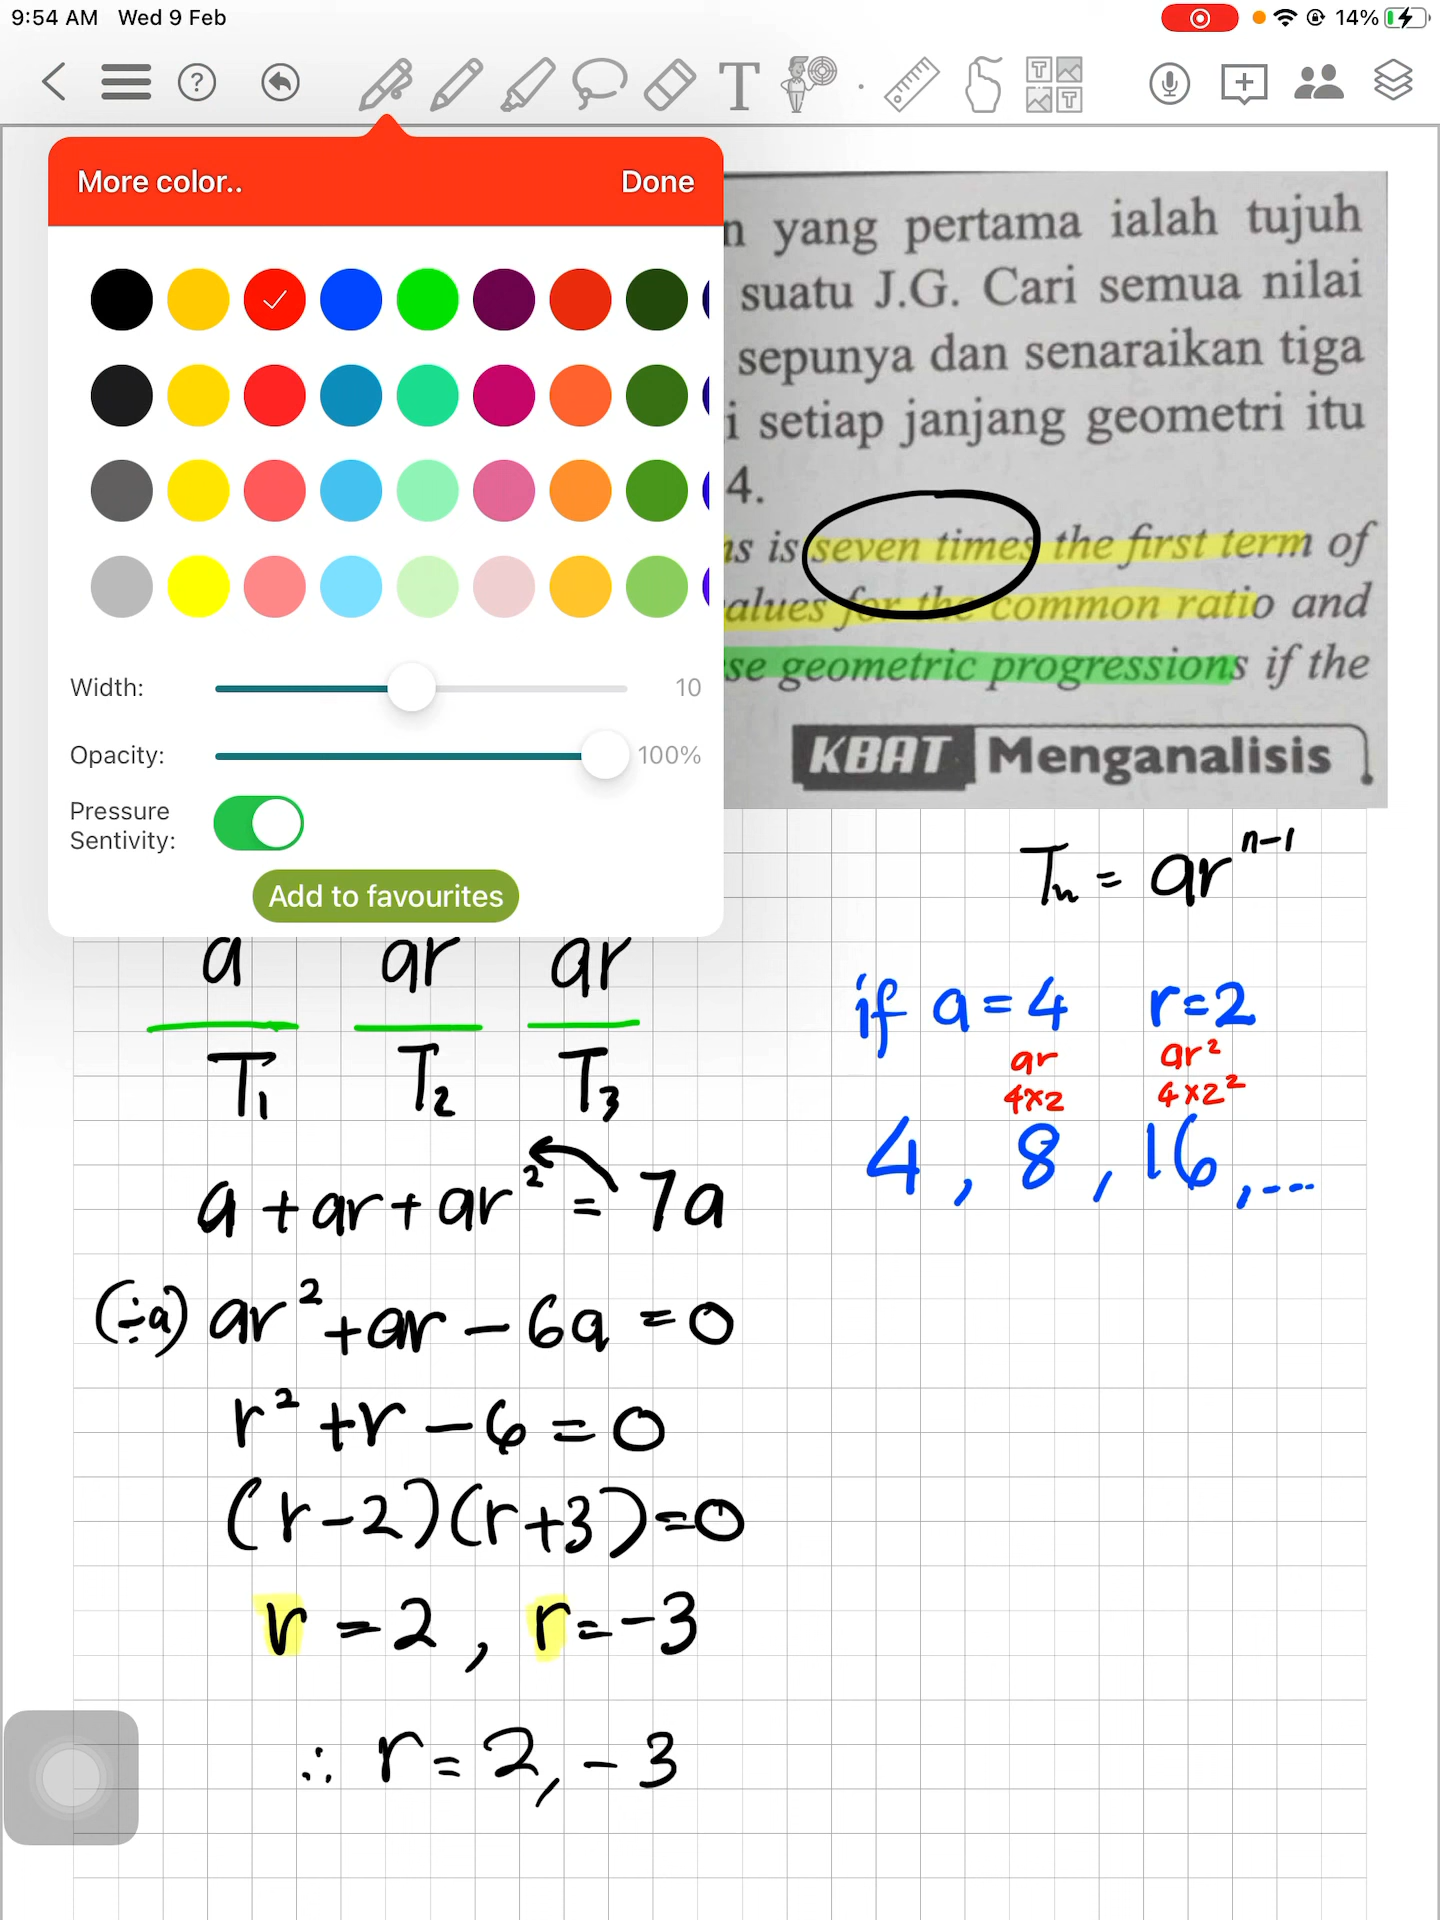 9:54 AM Wed 9 Feb
14%
?
T
T
T
More color..
Done
Width:
10
Opacity:
100%
Pressure
Sentivity:
Add to favourites
yang pertama ialah tujuh
suatu J.G. Cari semua nilai
sepunya dan senaraikan tiga
i setiap janjang geometri itu
4.
is seven times the first term of
alues for the common ratio and
se geometric progressions if the
KBAT Menganalisis
Tn = ar^n-1
a ar ar
T1 T2 T3
if a=4 r=2
ar ar²
4×2 4×2²
4, 8, 16, ...
a + ar + ar² = 7a
(÷a) ar² + ar - 6a = 0
r² + r - 6 = 0
(r-2)(r+3)=0
r = 2, r = -3
∴ r = 2, -3